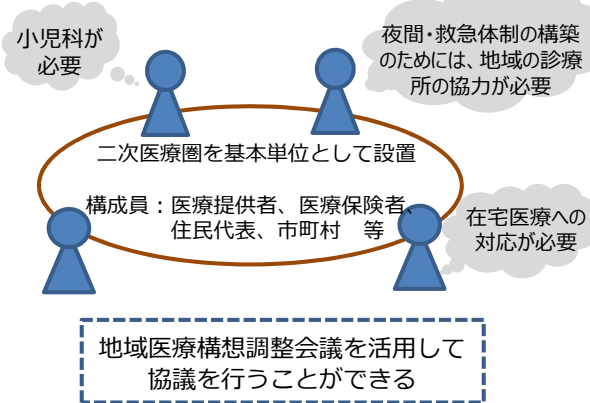 小児科が
必要
夜間・救急体制の構築
のためには、地域の診療
所の協力が必要
二次医療圏を基本単位として設置
構成員：医療提供者、医療保険者、
住民代表、市町村　等
在宅医療への
対応が必要
地域医療構想調整会議を活用して
協議を行うことができる